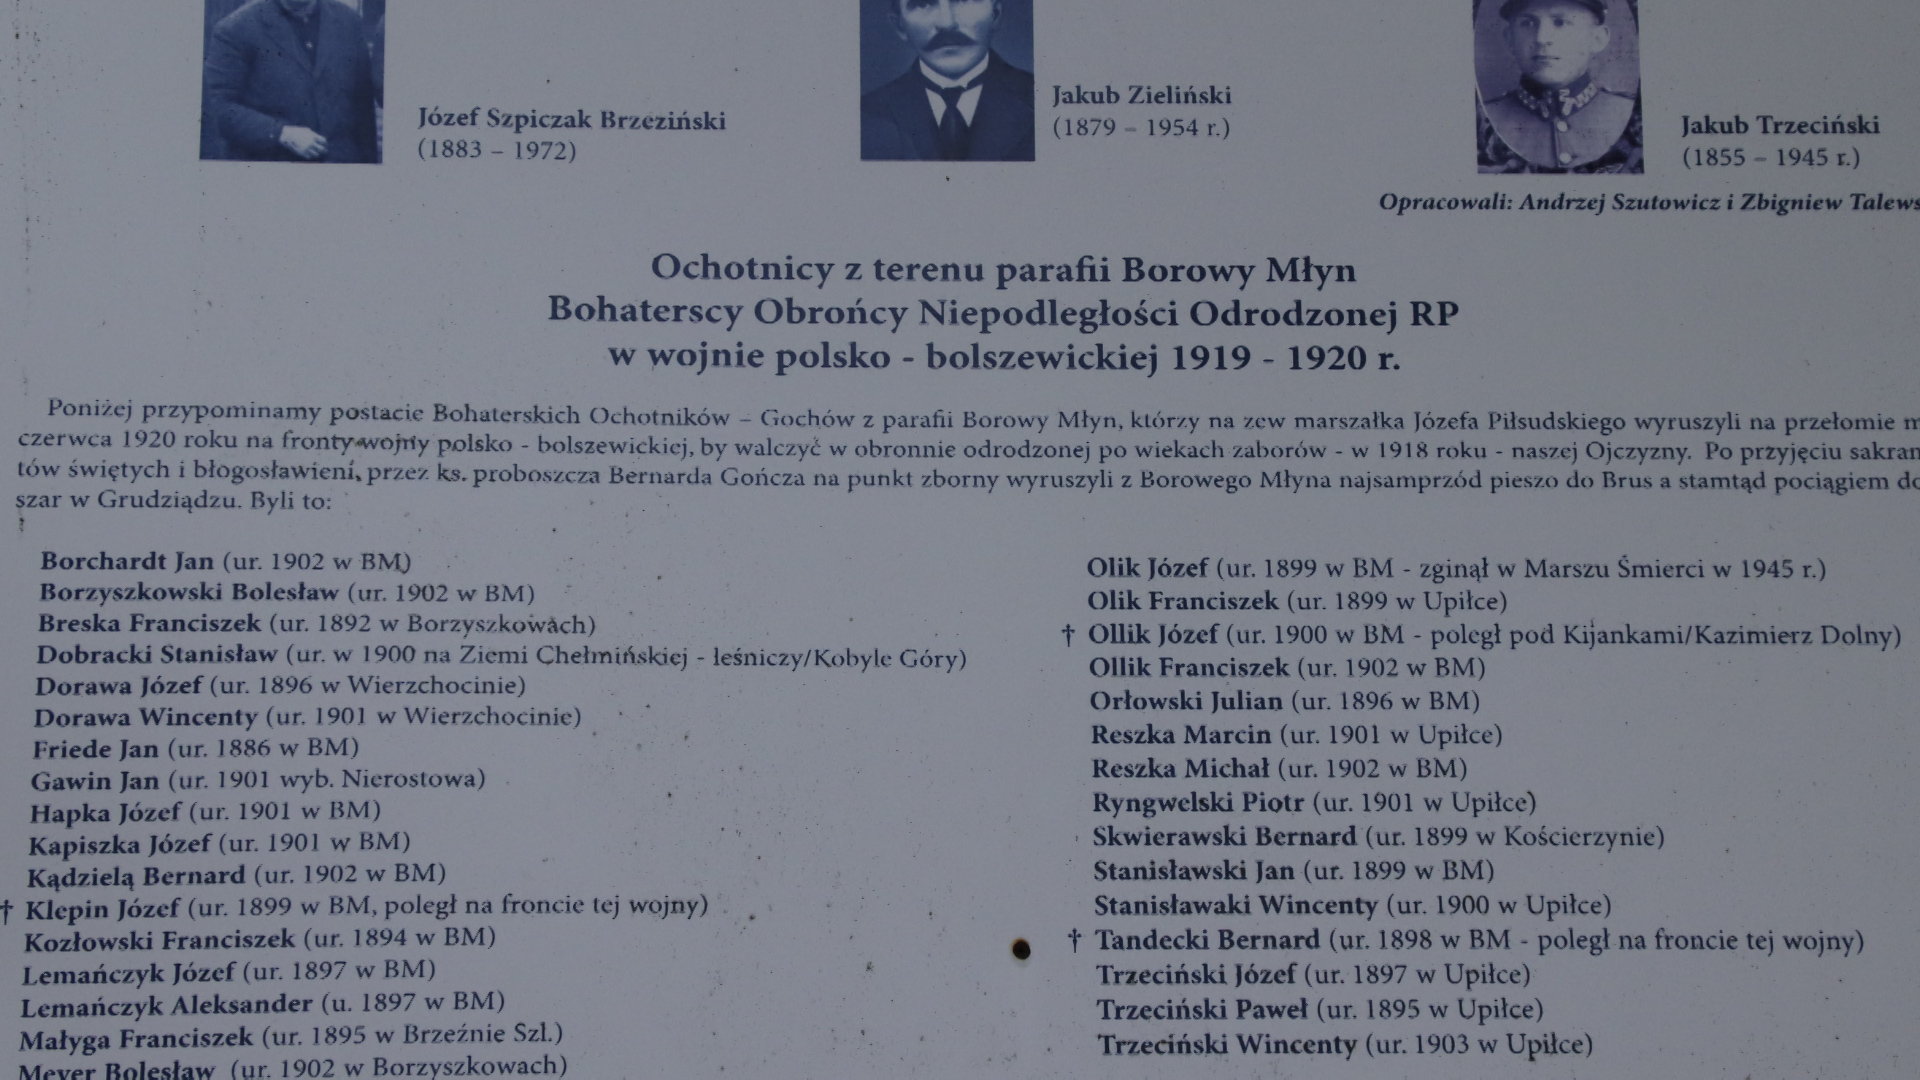 Józef Szpiczak Brzeziński
(1883 – 1972)
Jakub Zieliński
(1879 – 1954 r.)
Jakub Trzeciński
(1855 – 1945 r.)
Opracowali: Andrzej Szutowicz i Zbigniew Talews
Ochotnicy z terenu parafii Borowy Młyn
Bohaterscy Obrońcy Niepodległości Odrodzonej RP
w wojnie polsko - bolszewickiej 1919 - 1920 r.
Poniżej przypominamy postacie Bohaterskich Ochotników – Gochów z parafii Borowy Młyn, którzy na zew marszałka Józefa Piłsudskiego wyruszyli na przełomie m
czerwca 1920 roku na fronty wojny polsko - bolszewickiej, by walczyć w obronnie odrodzonej po wiekach zaborów - w 1918 roku - naszej Ojczyzny. Po przyjęciu sakran
tów świętych i błogosławieni, przez ks. proboszcza Bernarda Gończa na punkt zborny wyruszyli z Borowego Młyna najsamprzód pieszo do Brus a stamtąd pociągiem do
szar w Grudziądzu. Byli to:
Borchardt Jan (ur. 1902 w BM)
Borzyszkowski Bolesław (ur. 1902 w BM)
Breska Franciszek (ur. 1892 w Borzyszkowach)
Dobracki Stanisław (ur. w 1900 na Ziemi Chełmińskiej - leśniczy/Kobyle Góry)
Dorawa Józef (ur. 1896 w Wierzchocinie)
Dorawa Wincenty (ur. 1901 w Wierzchocinie)
Friede Jan (ur. 1886 w BM)
Gawin Jan (ur. 1901 wyb. Nierostowa)
Hapka Józef (ur. 1901 w BM)
Kapiszka Józef (ur. 1901 w BM)
Kądzielą Bernard (ur. 1902 w BM)
† Klepin Józef (ur. 1899 w BM, poległ na froncie tej wojny)
Kozłowski Franciszek (ur. 1894 w BM)
Lemańczyk Józef (ur. 1897 w BM)
Lemańczyk Aleksander (u. 1897 w BM)
Małyga Franciszek (ur. 1895 w Brzeźnie Szl.)
Meyer Bolesław (ur. 1902 w Borzyszkowach)
Olik Józef (ur. 1899 w BM - zginął w Marszu Śmierci w 1945 r.)
Olik Franciszek (ur. 1899 w Upiłce)
† Ollik Józef (ur. 1900 w BM - poległ pod Kijankami/Kazimierz Dolny)
Ollik Franciszek (ur. 1902 w BM)
Orłowski Julian (ur. 1896 w BM)
Reszka Marcin (ur. 1901 w Upiłce)
Reszka Michał (ur. 1902 w BM)
Ryngwelski Piotr (ur. 1901 w Upiłce)
Skwierawski Bernard (ur. 1899 w Kościerzynie)
Stanisławski Jan (ur. 1899 w BM)
Stanisławaki Wincenty (ur. 1900 w Upiłce)
† Tandecki Bernard (ur. 1898 w BM - poległ na froncie tej wojny)
Trzeciński Józef (ur. 1897 w Upiłce)
Trzeciński Paweł (ur. 1895 w Upiłce)
Trzeciński Wincenty (ur. 1903 w Upiłce)